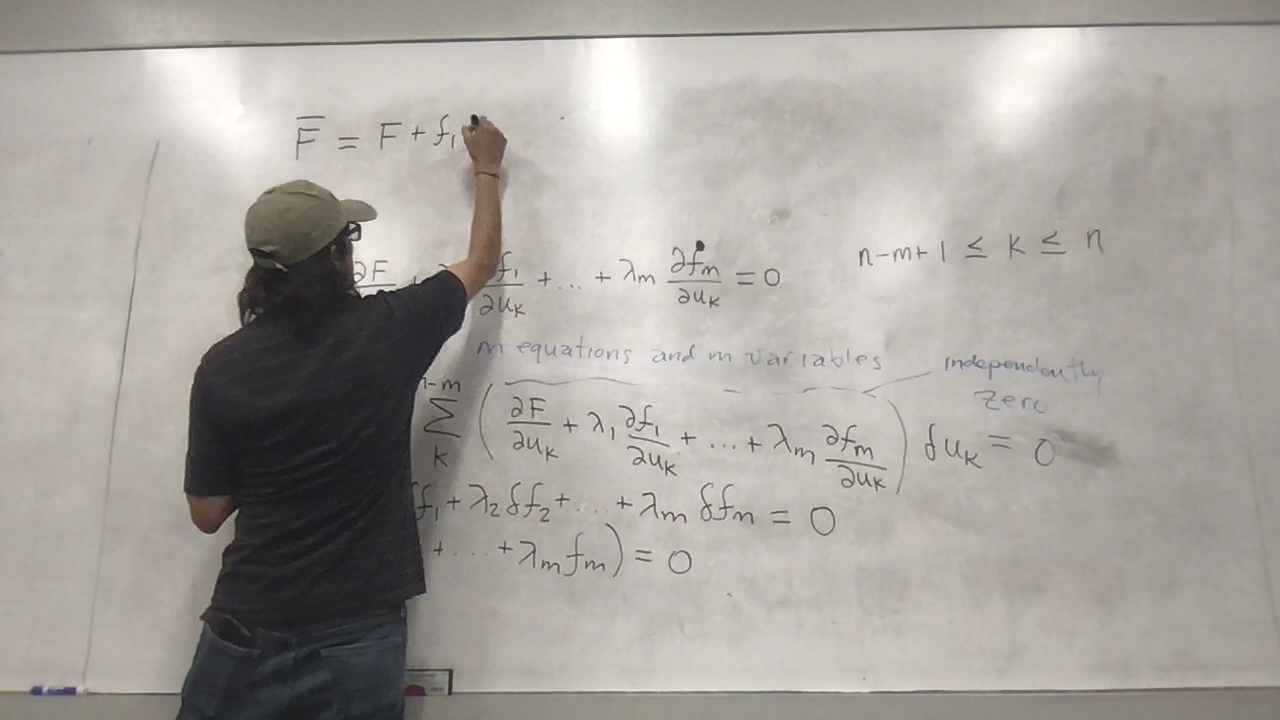 F̅ = F + f₁
∂F + f₁/∂uₖ + ... + λₘ ∂fₘ/∂uₖ = 0 n-m+1 ≤ k ≤ n
m equations and m variables independently zero
n-m ∑ k ( ∂F/∂uₖ + λ₁ ∂f₁/∂uₖ + ... + λₘ ∂fₘ/∂uₖ ) δuₖ = 0
f₁ + λ₂ δf₂ + ... + λₘ δfₘ = 0
+ ... + λₘ fₘ) = 0